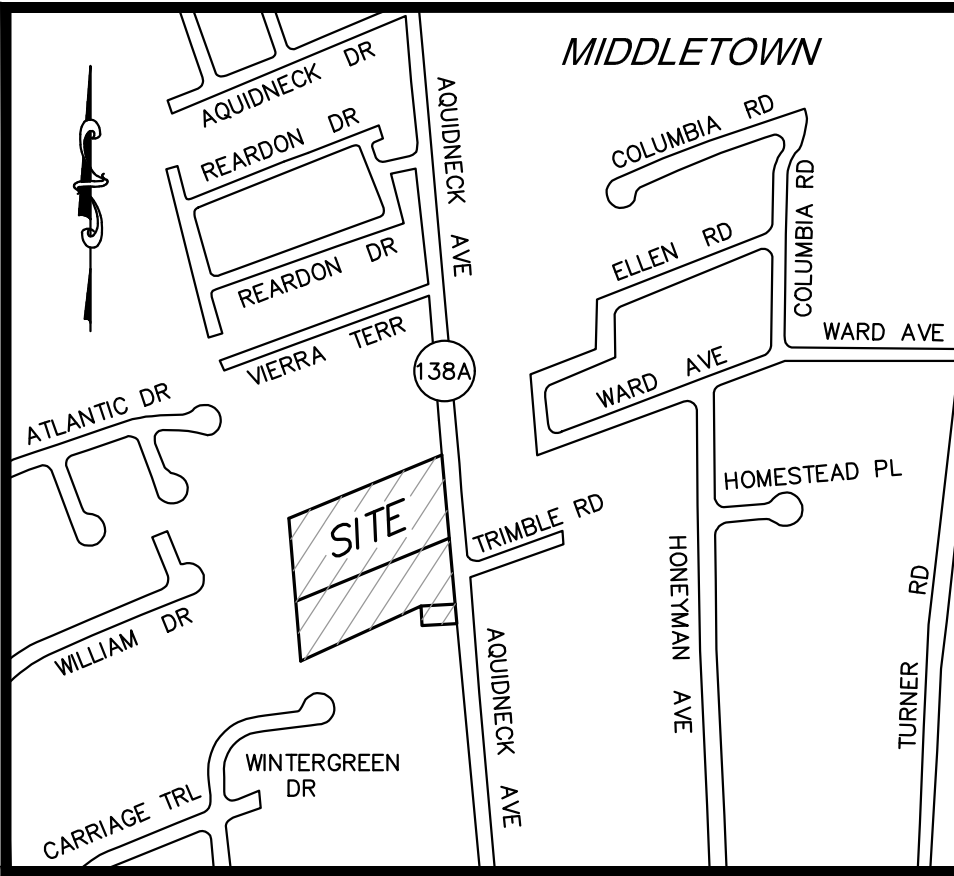 MIDDLETOWN
AQUIDNECK DR
REARDON DR
AQUIDNECK AVE
COLUMBIA RD
COLUMBIA RD
ELLEN RD
REARDON DR
VIERRA TERR
WARD AVE
138A
WARD AVE
ATLANTIC DR
HOMESTEAD PL
SITE
TRIMBLE RD
HONEYMAN AVE
TURNER RD
WILLIAM DR
AQUIDNECK AVE
WINTERGREEN
DR
CARRIAGE TRL